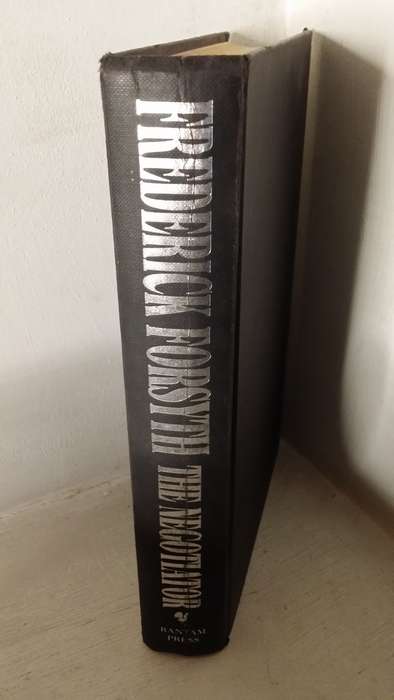 FREDERICK FORSYTH THE NEGOTIATOR
BANTAM
PRESS